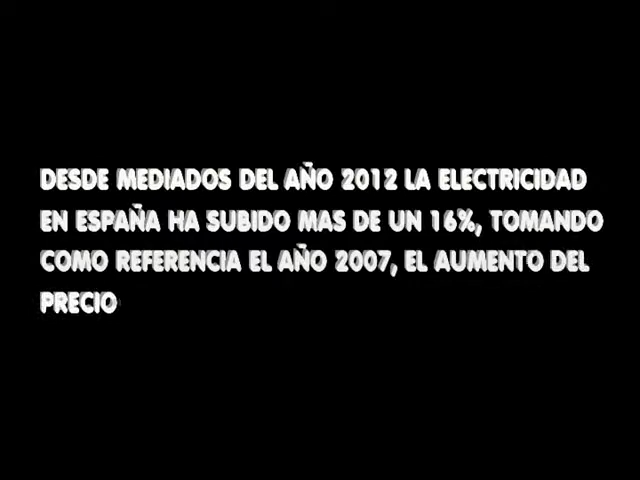 DESDE MEDIADOS DEL AÑO 2012 LA ELECTRICIDAD
EN ESPAÑA HA SUBIDO MAS DE UN 16%, TOMANDO
COMO REFERENCIA EL AÑO 2007, EL AUMENTO DEL
PRECIO